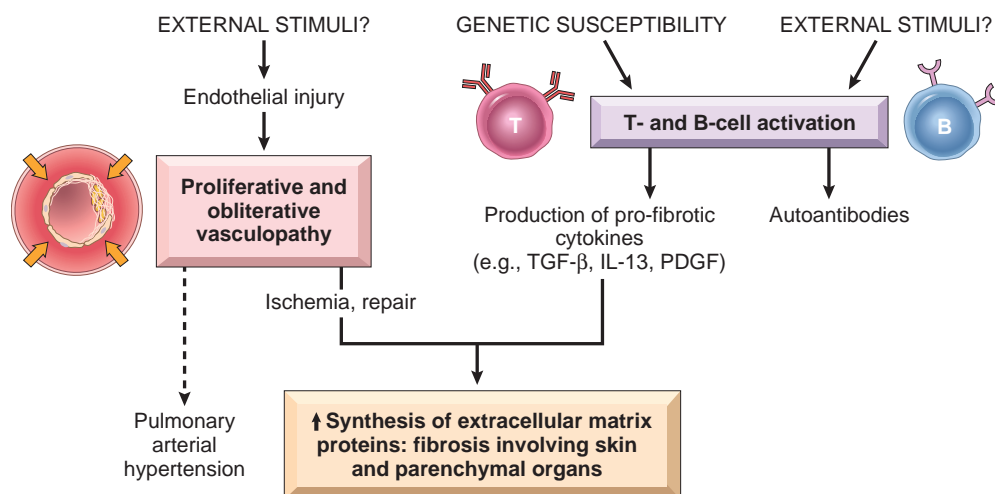 EXTERNAL STIMULI?
GENETIC SUSCEPTIBILITY
EXTERNAL STIMULI?
Endothelial injury
T
T- and B-cell activation
B
Proliferative and
obliterative
vasculopathy
Production of pro-fibrotic
cytokines
(e.g., TGF-β, IL-13, PDGF)
Autoantibodies
Ischemia, repair
Pulmonary
arterial
hypertension
Synthesis of extracellular matrix
proteins: fibrosis involving skin
and parenchymal organs